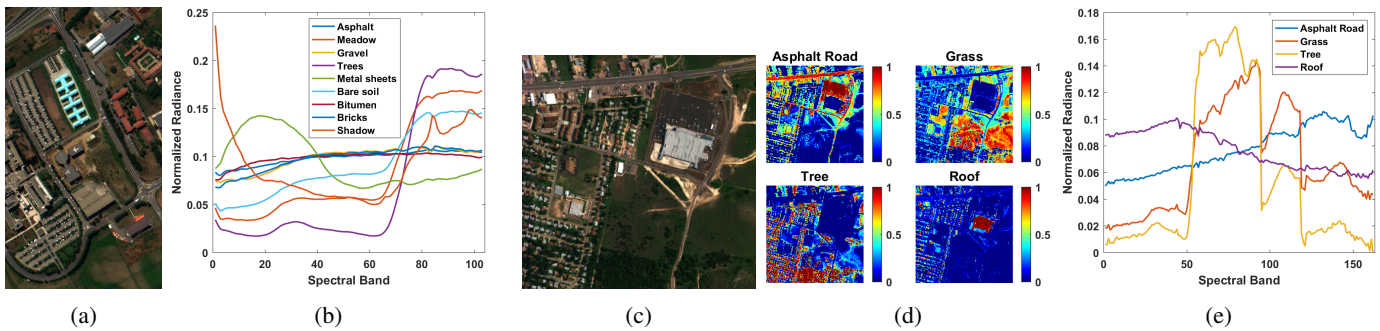 0.25
0.2
0.15
0.1
0.05
0
Normalized Radiance
Asphalt
Meadow
Gravel
Trees
Metal sheets
Bare soil
Bitumen
Bricks
Shadow
0 20 40 60 80 100
Spectral Band
Asphalt Road
1
0.5
0
Grass
1
0.5
0
Tree
1
0.5
0
Roof
1
0.5
0
0.18
0.16
0.14
0.12
0.1
0.08
0.06
0.04
0.02
0
Normalized Radiance
Asphalt Road
Grass
Tree
Roof
0 50 100 150
Spectral Band
(a) (b) (c) (d) (e)